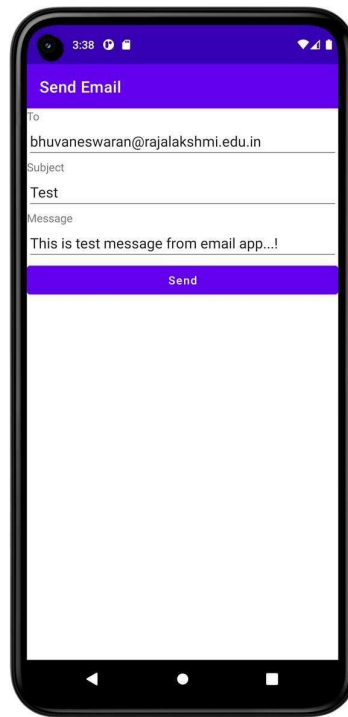 3:38
Send Email
To
bhuvaneswaran@rajalakshmi.edu.in
Subject
Test
Message
This is test message from email app...!
Send